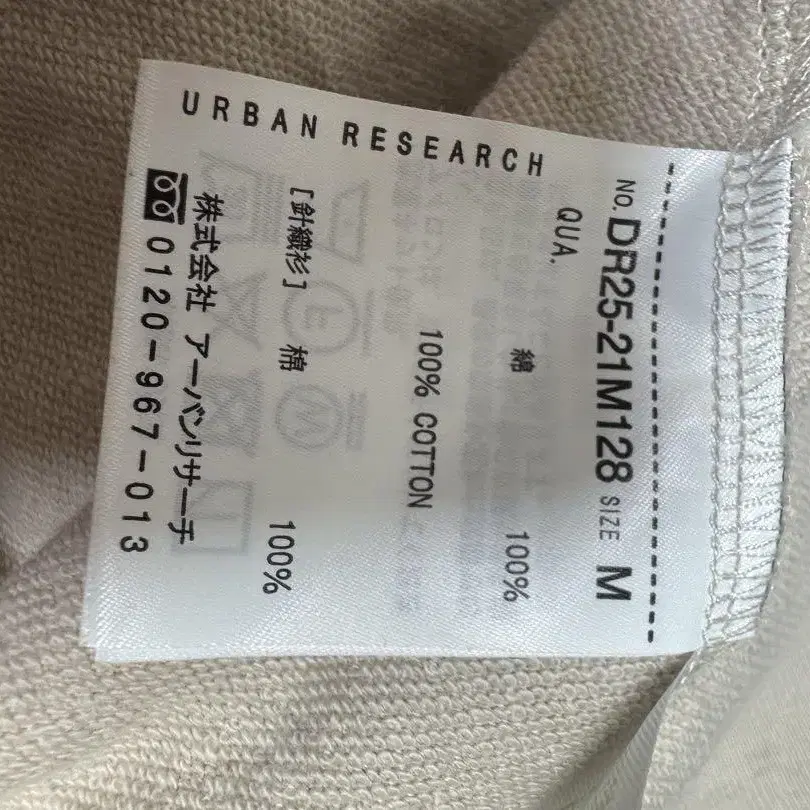 NO. DR25-21M128 SIZE M
QUA.
綿 100%
100% COTTON
[針織衫] 棉 100%
URBAN RESEARCH
株式会社 アーバンリサーチ
0120-967-013